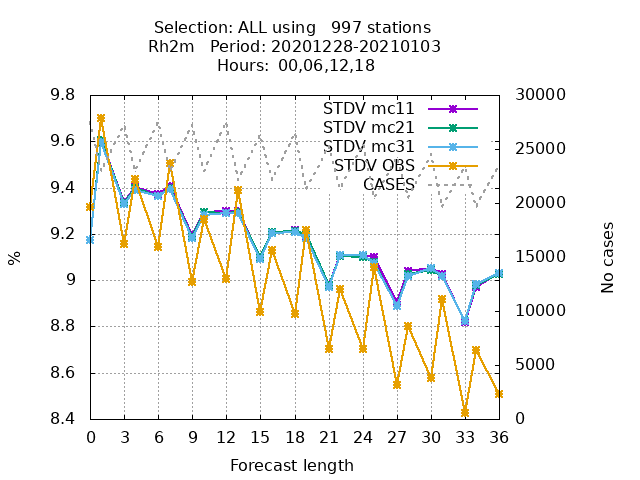 Selection: ALL using   997 stations
Rh2m   Period: 20201228-20210103
Hours:  00,06,12,18
STDV mc11
STDV mc21
STDV mc31
STDV OBS
CASES
9.8
9.6
9.4
9.2
9
8.8
8.6
8.4
%
30000
25000
20000
15000
10000
5000
0
No cases
0 3 6 9 12 15 18 21 24 27 30 33 36
Forecast length